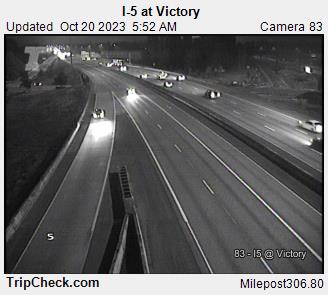 I-5 at Victory
Updated Oct 20 2023 5:52 AM Camera 83
S
83 - I5 @ Victory
TripCheck.com Milepost306.80